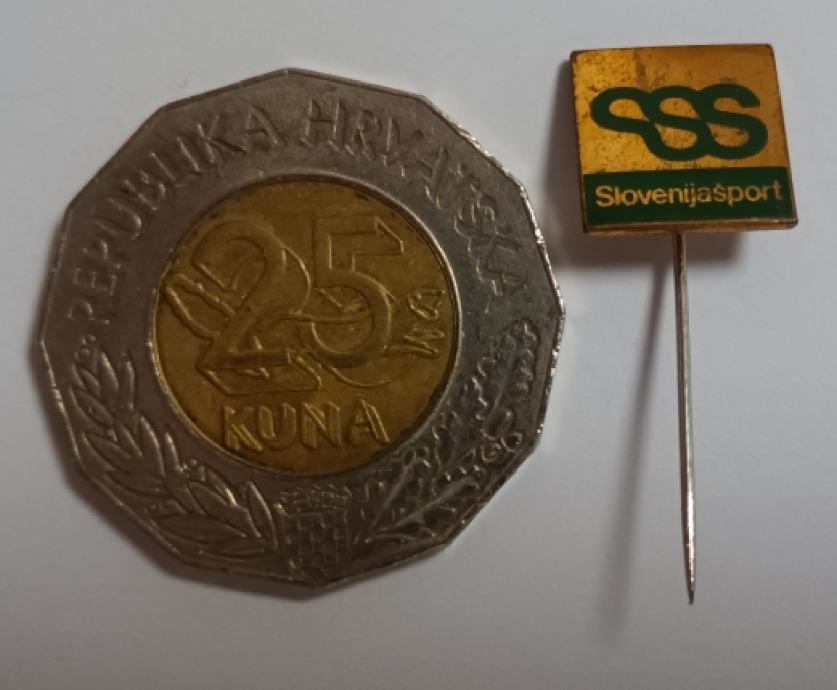 REPUBLIKA HRVATSKA
25
KUNA
SSS
Slovenijašport